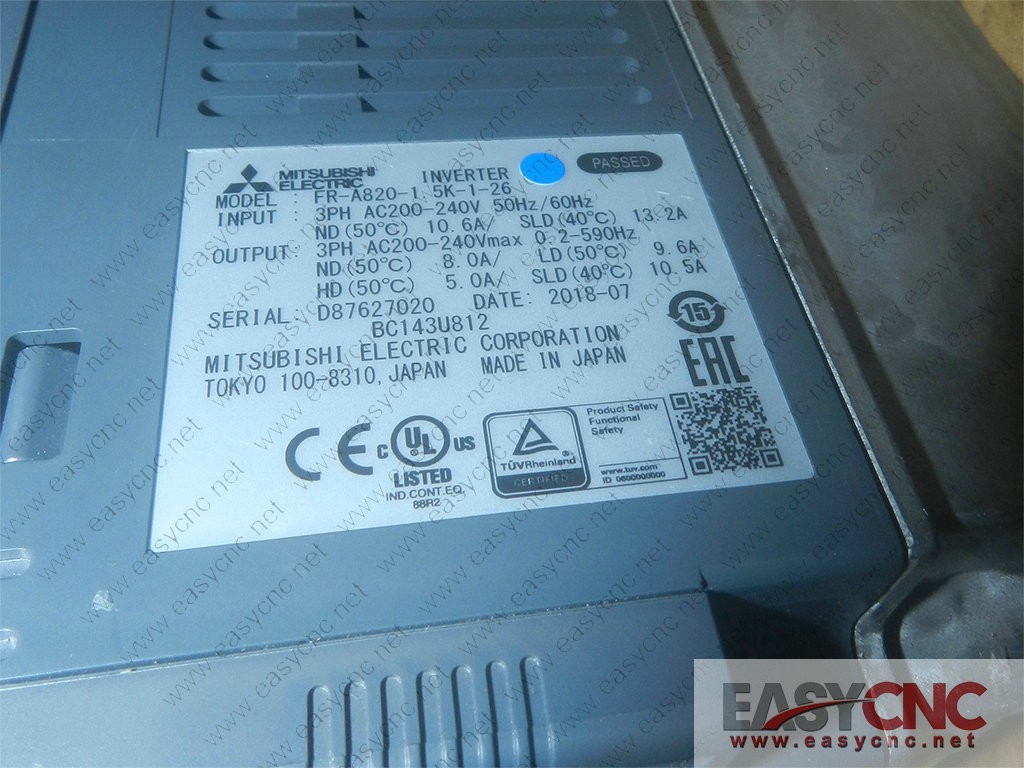 MITSUBISHI ELECTRIC INVERTER PASSED
MODEL : FR-A820-1.5K-1-26
INPUT : 3PH AC200-240V 50Hz/60Hz
ND(50°C) 10.6A/ SLD(40°C) 13.2A
OUTPUT: 3PH AC200-240Vmax 0.2-590Hz
ND(50°C) 8.0A/ LD(50°C) 9.6A
HD(50°C) 5.0A/ SLD(40°C) 10.5A
SERIAL: D87627020 DATE: 2018-07
BC143U812
MITSUBISHI ELECTRIC CORPORATION
TOKYO 100-8310, JAPAN MADE IN JAPAN
15
EAC
CE
C UL US
LISTED
IND.CONT.EQ.
88R2
TÜVRheinland
CERTIFIED
Product Safety
Functional
Safety
www.tuv.com
ID 0600000000
EASYCNC
www.easycnc.net